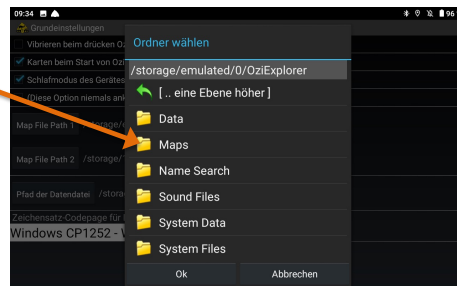 09:34 96
Grundeinstellungen
Vibrieren beim drücken Oz
Karten beim Start von Ozi
Schlafmodus des Gerätes
(Diese Option niemals an
Map File Path 1 /storage/e
Map File Path 2 /storage/
Pfad der Datendatei /stora
Zeichensatz-Codepage für
Windows CP1252 -
Ordner wählen
/storage/emulated/0/OziExplorer
[ .. eine Ebene höher ]
Data
Maps
Name Search
Sound Files
System Data
System Files
Ok Abbrechen